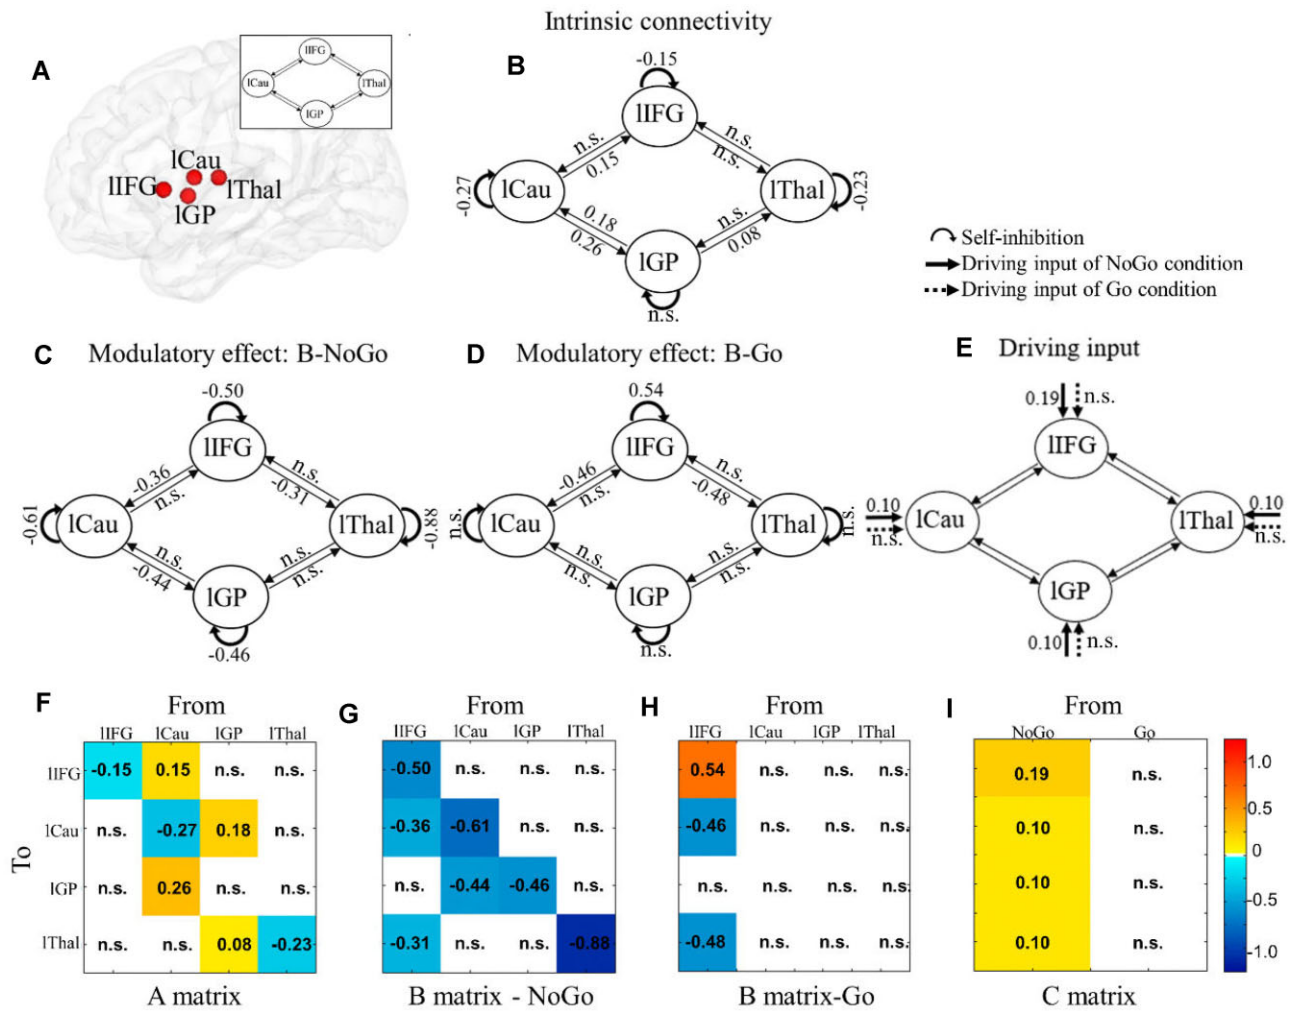 Intrinsic connectivity
A
lIFG
lCau
lThal
lGP
lCau
lIFG
lThal
lGP
B
-0.15
lIFG
n.s.
0.15
n.s.
n.s.
-0.27
lCau
lThal
-0.23
0.18
0.26
n.s.
0.08
lGP
n.s.
Self-inhibition
Driving input of NoGo condition
Driving input of Go condition
C Modulatory effect: B-NoGo
-0.50
lIFG
-0.36
n.s.
n.s.
-0.31
-0.61
lCau
lThal
-0.88
n.s.
-0.44
n.s.
n.s.
lGP
-0.46
D Modulatory effect: B-Go
0.54
lIFG
-0.46
n.s.
n.s.
-0.48
n.s.
lCau
lThal
n.s.
n.s.
n.s.
n.s.
n.s.
lGP
n.s.
E Driving input
0.19 n.s.
lIFG
0.10
n.s.
lCau
lThal
0.10
n.s.
lGP
0.10 n.s.
F From
lIFG lCau lGP lThal
To
lIFG -0.15 0.15 n.s. n.s.
lCau n.s. -0.27 0.18 n.s.
lGP n.s. 0.26 n.s. n.s.
lThal n.s. n.s. 0.08 -0.23
A matrix
G From
lIFG lCau lGP lThal
-0.50 n.s. n.s. n.s.
-0.36 -0.61 n.s. n.s.
n.s. -0.44 -0.46 n.s.
-0.31 n.s. n.s. -0.88
B matrix - NoGo
H From
lIFG lCau lGP lThal
0.54 n.s. n.s. n.s.
-0.46 n.s. n.s. n.s.
n.s. n.s. n.s. n.s.
-0.48 n.s. n.s. n.s.
B matrix-Go
I From
NoGo Go
0.19 n.s.
0.10 n.s.
0.10 n.s.
0.10 n.s.
C matrix
1.0
0.5
0
-0.5
-1.0